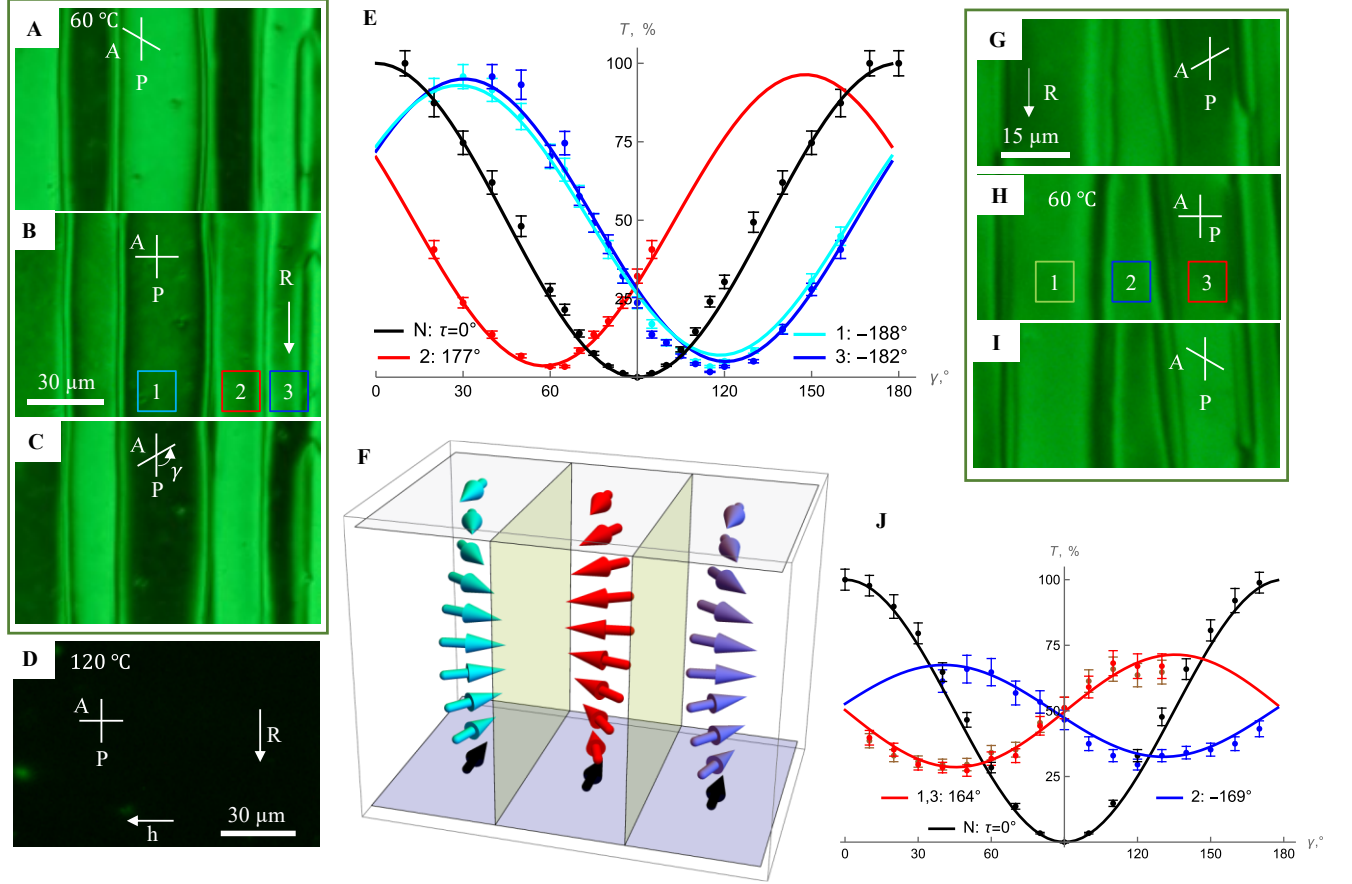 A
60 ℃
A
P
B
A
P
R
30 µm
1
2
3
C
A
P
γ
D
120 ℃
A
P
R
h
30 µm
E
T, %
100
75
50
25
N: τ=0°
2: 177°
1: −188°
3: −182°
0
30
60
90
120
150
180
γ,°
F
G
R
15 µm
A
P
H
60 ℃
A
P
1
2
3
I
A
P
J
T, %
100
75
50
25
1,3: 164°
2: −169°
N: τ=0°
0
30
60
90
120
150
180
γ,°